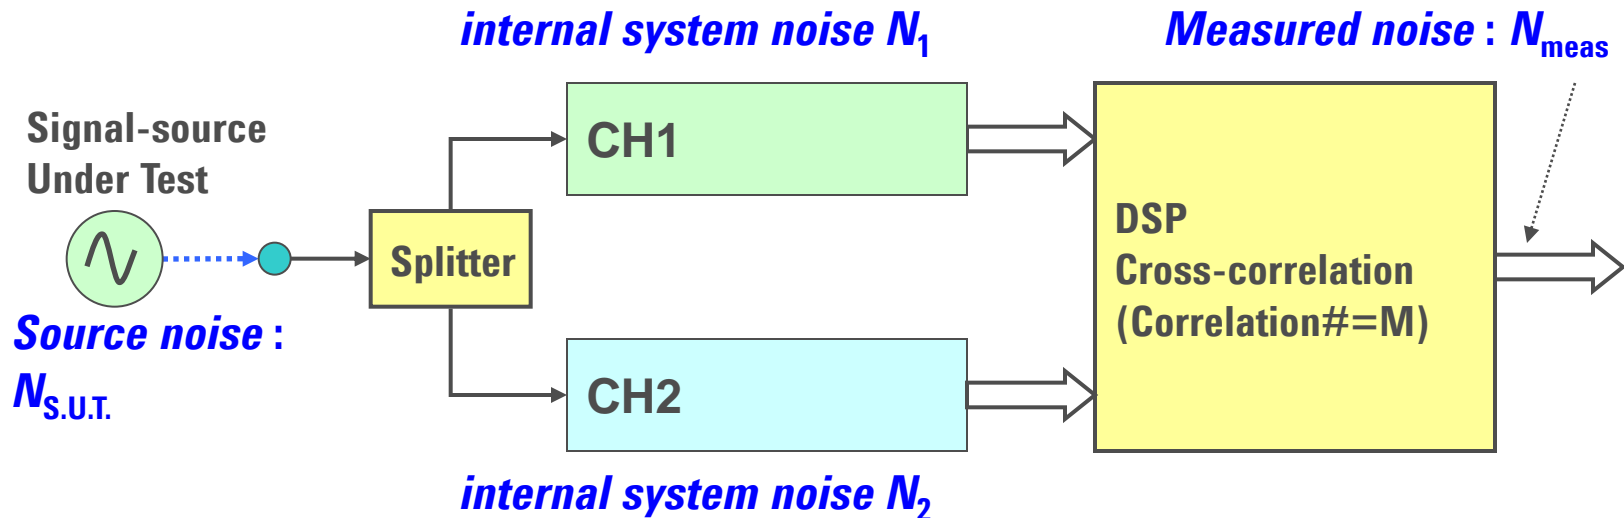 internal system noise N1
Measured noise : Nmeas
Signal-source
Under Test
CH1
Splitter
DSP
Cross-correlation
(Correlation#=M)
Source noise :
NS.U.T.
CH2
internal system noise N2